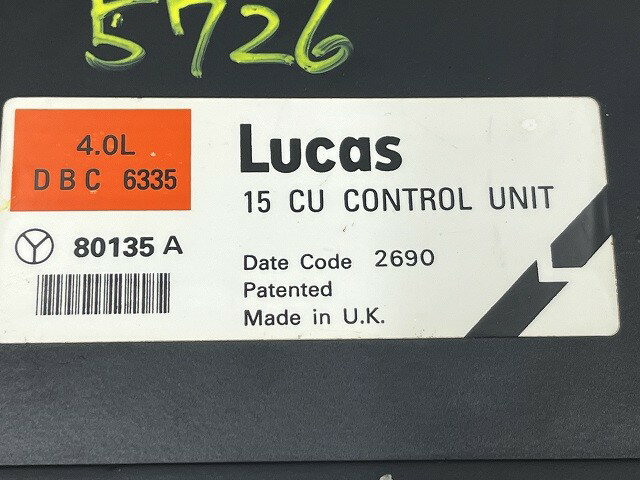 5726
4.0L
DBC 6335
Lucas
15 CU CONTROL UNIT
80135 A
Date Code 2690
Patented
Made in U.K.